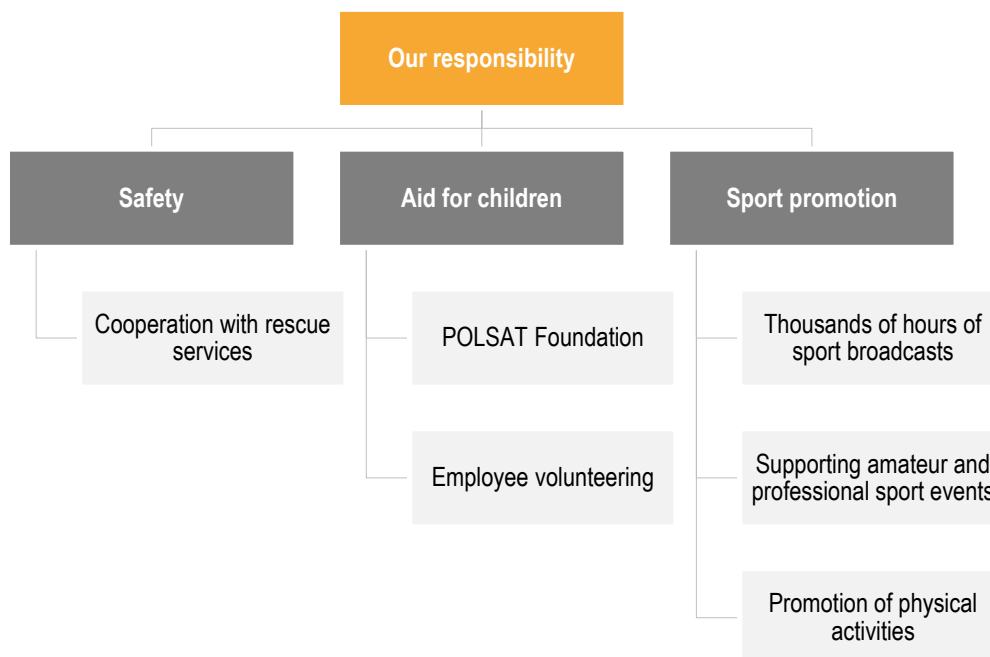 Our responsibility
Safety
Aid for children
Sport promotion
Cooperation with rescue
services
POLSAT Foundation
Employee volunteering
Thousands of hours of
sport broadcasts
Supporting amateur and
professional sport events
Promotion of physical
activities